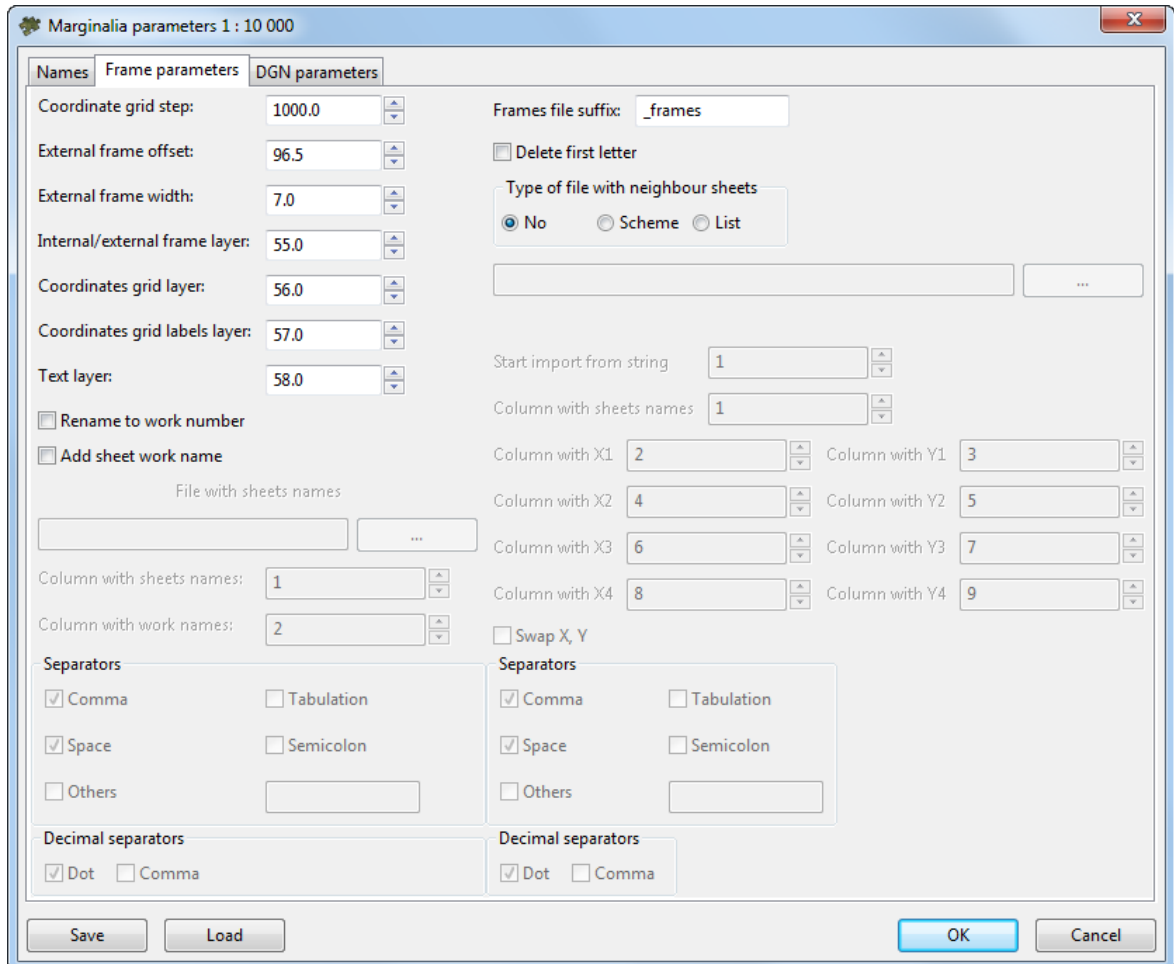 Marginalia parameters 1 : 10 000
Names Frame parameters DGN parameters
Coordinate grid step: 1000.0
External frame offset: 96.5
External frame width: 7.0
Internal/external frame layer: 55.0
Coordinates grid layer: 56.0
Coordinates grid labels layer: 57.0
Text layer: 58.0
Rename to work number
Add sheet work name
File with sheets names
...
Column with sheets names: 1
Column with work names: 2
Separators
Comma Tabulation
Space Semicolon
Others
Decimal separators
Dot Comma
Frames file suffix: _frames
Delete first letter
Type of file with neighbour sheets
No Scheme List
...
Start import from string 1
Column with sheets names 1
Column with X1 2 Column with Y1 3
Column with X2 4 Column with Y2 5
Column with X3 6 Column with Y3 7
Column with X4 8 Column with Y4 9
Swap X, Y
Separators
Comma Tabulation
Space Semicolon
Others
Decimal separators
Dot Comma
Save Load OK Cancel